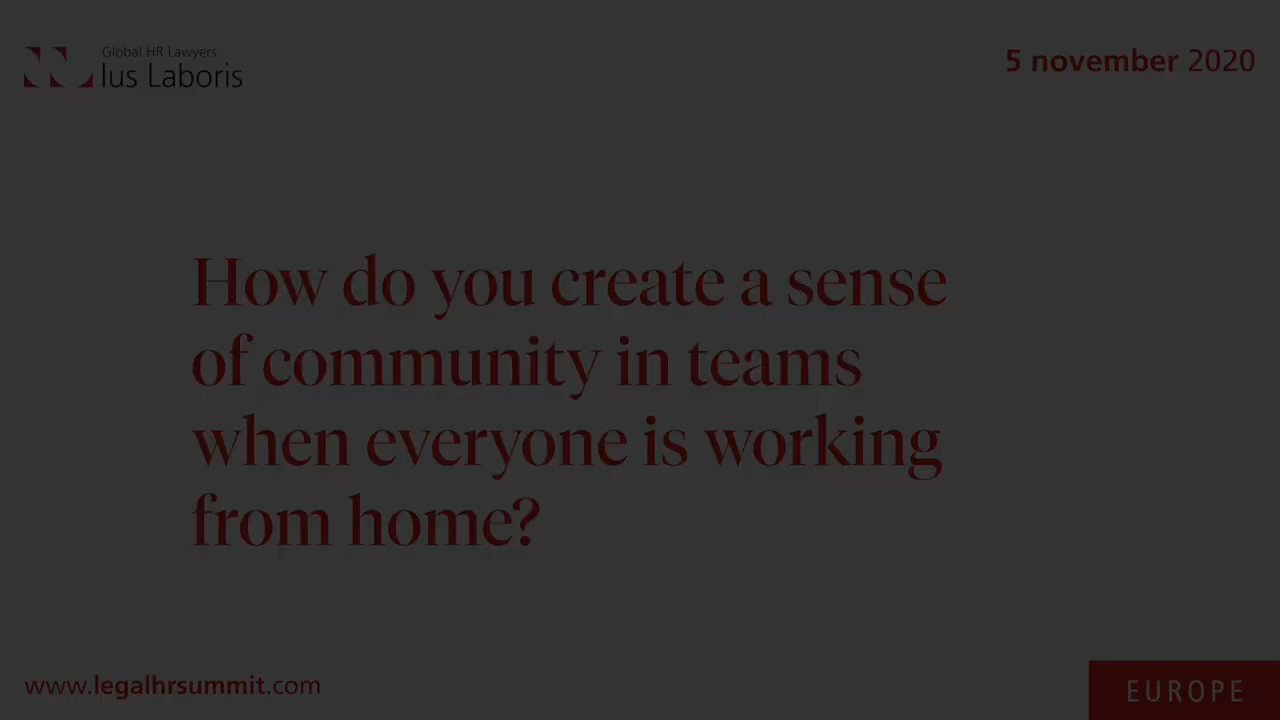 Global HR Lawyers
Ius Laboris
5 november 2020
How do you create a sense
of community in teams
when everyone is working
from home?
www.legalhrsummit.com
EUROPE